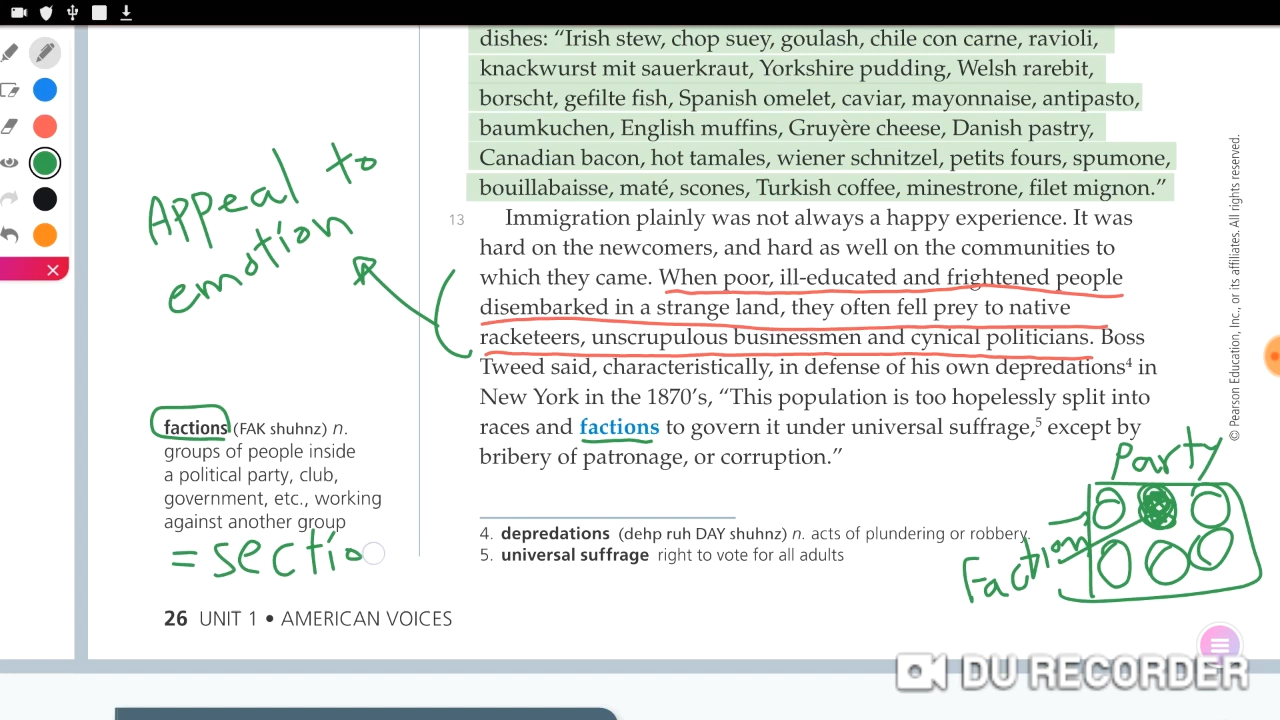 dishes: “Irish stew, chop suey, goulash, chile con carne, ravioli,
knackwurst mit sauerkraut, Yorkshire pudding, Welsh rarebit,
borscht, gefilte fish, Spanish omelet, caviar, mayonnaise, antipasto,
baumkuchen, English muffins, Gruyère cheese, Danish pastry,
Canadian bacon, hot tamales, wiener schnitzel, petits fours, spumone,
bouillabaisse, maté, scones, Turkish coffee, minestrone, filet mignon.”
13 Immigration plainly was not always a happy experience. It was
hard on the newcomers, and hard as well on the communities to
which they came. When poor, ill-educated and frightened people
disembarked in a strange land, they often fell prey to native
racketeers, unscrupulous businessmen and cynical politicians. Boss
Tweed said, characteristically, in defense of his own depredations⁴ in
New York in the 1870’s, “This population is too hopelessly split into
races and factions to govern it under universal suffrage,⁵ except by
bribery of patronage, or corruption.”
Appeal to
emotion
factions (FAK shuhnz) n.
groups of people inside
a political party, club,
government, etc., working
against another group
= sectio
4. depredations (dehp ruh DAY shuhnz) n. acts of plundering or robbery.
5. universal suffrage right to vote for all adults
Party
Faction
26 UNIT 1 • AMERICAN VOICES
© Pearson Education, Inc., or its affiliates. All rights reserved.
DU RECORDER